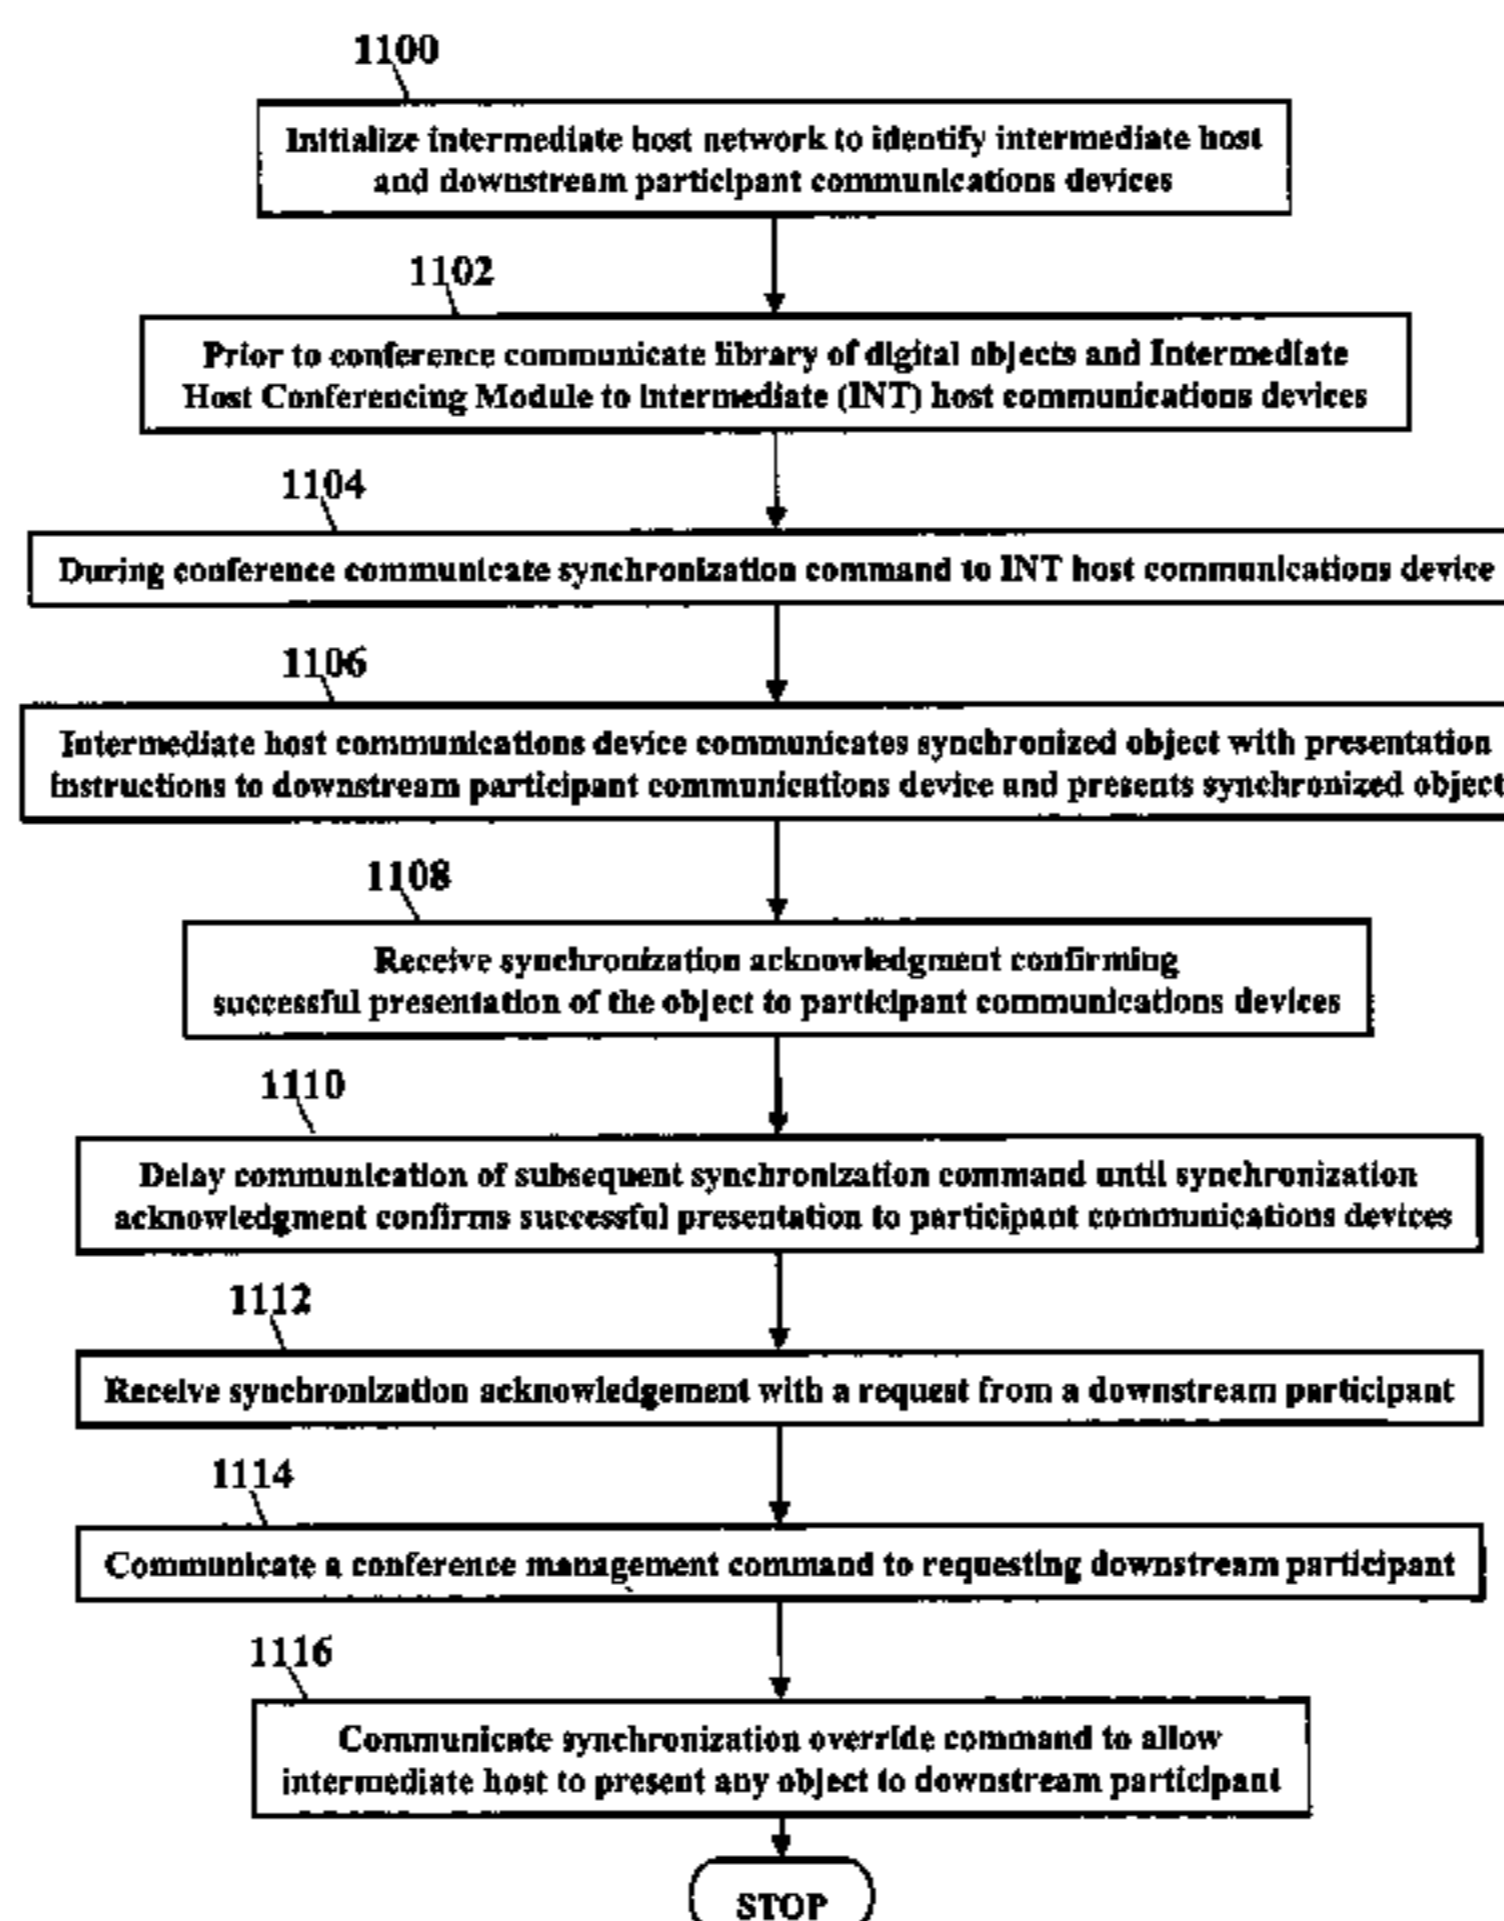 1100
Initialize intermediate host network to identify intermediate host
and downstream participant communications devices
1102
Prior to conference communicate library of digital objects and Intermediate
Host Conferencing Module to intermediate (INT) host communications devices
1104
During conference communicate synchronization command to INT host communications device
1106
Intermediate host communications device communicates synchronized object with presentation
instructions to downstream participant communications device and presents synchronized object
1108
Receive synchronization acknowledgment confirming
successful presentation of the object to participant communications devices
1110
Delay communication of subsequent synchronization command until synchronization
acknowledgment confirms successful presentation to participant communications devices
1112
Receive synchronization acknowledgement with a request from a downstream participant
1114
Communicate a conference management command to requesting downstream participant
1116
Communicate synchronization override command to allow
intermediate host to present any object to downstream participant
STOP